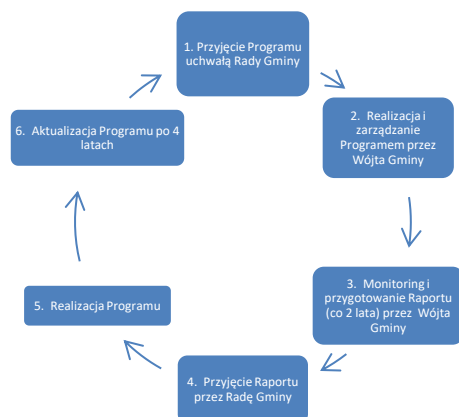 1. Przyjęcie Programu
uchwałą Rady Gminy
2. Realizacja i
zarządzanie
Programem przez
Wójta Gminy
3. Monitoring i
przygotowanie Raportu
(co 2 lata) przez Wójta
Gminy
4. Przyjęcie Raportu
przez Radę Gminy
5. Realizacja Programu
6. Aktualizacja Programu po 4
latach